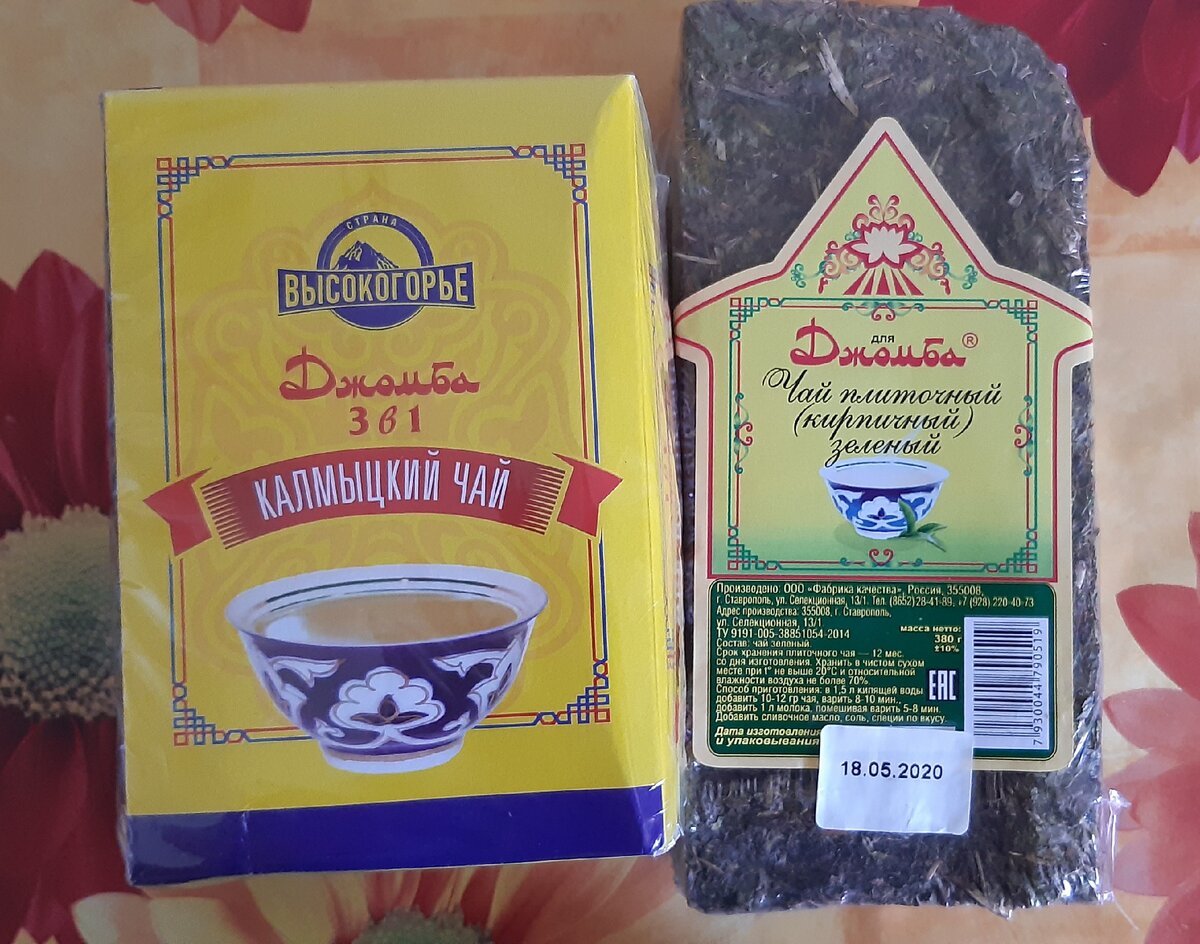 СТРАНА
ВЫСОКОГОРЬЕ
Джомба
3 в 1
КАЛМЫЦКИЙ ЧАЙ
для
Джомба®
Чай плиточный
(кирпичный)
зеленый
Произведено: ООО «Фабрика качества», Россия, 355008,
г. Ставрополь, ул. Селекционная, 13/1. Тел. (8652) 28-41-89, +7 (928) 220-40-73
Адрес производства: 355008, г. Ставрополь,
ул. Селекционная, 13/1
ТУ 9191-005-38851054-2014
Состав: чай зеленый.
Срок хранения плиточного чая — 12 мес.
со дня изготовления. Хранить в чистом сухом
месте при t° не выше 20°С и относительной
влажности воздуха не более 70%.
Способ приготовления: в 1,5 л кипящей воды
добавить 10-12 гр чая, варить 8-10 мин.,
добавить 1 л молока, помешивая варить 5-8 мин.
Добавить сливочное масло, соль, специи по вкусу.
Дата изготовления
и упаковывания
масса нетто:
380 г
±10%
EAC
79300441790519
18.05.2020